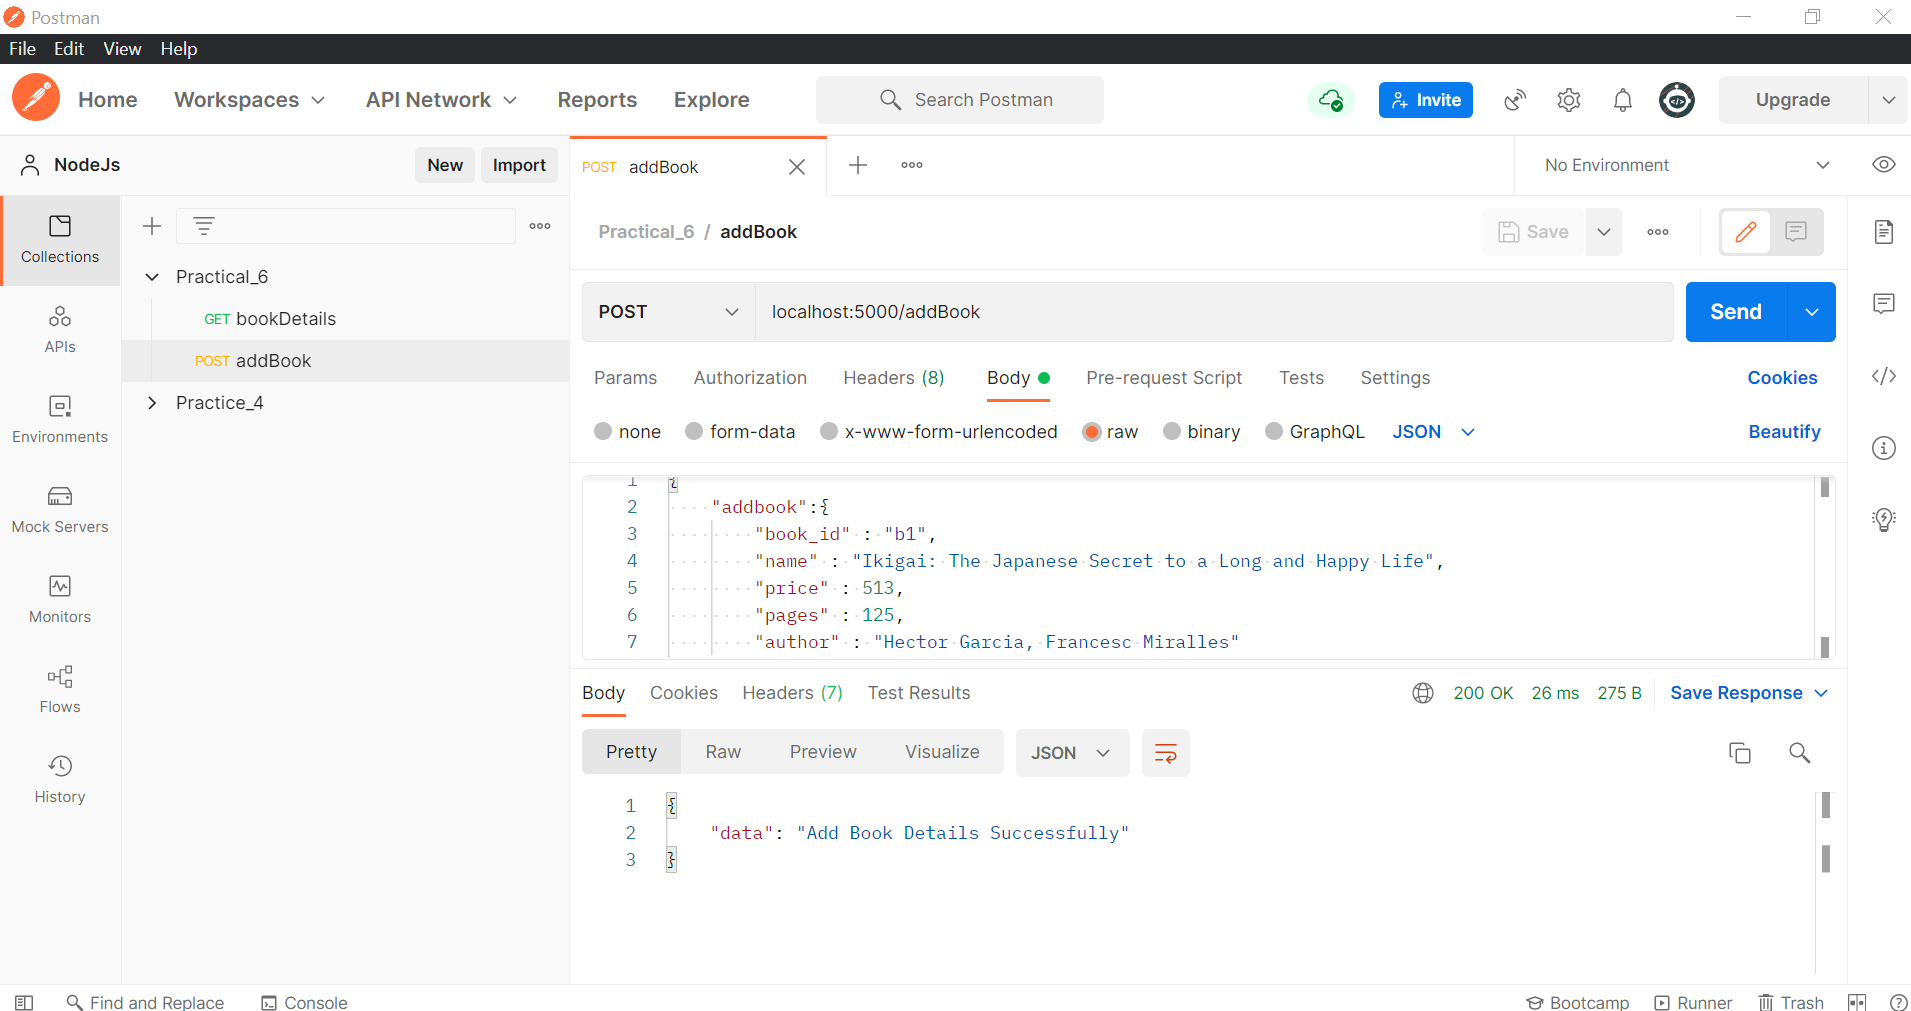 Postman
File Edit View Help
Home Workspaces API Network Reports Explore Search Postman Invite Upgrade
NodeJs New Import POST addBook No Environment
Practical_6 / addBook Save
Collections
Practical_6
GET bookDetails
POST addBook
Practice_4
APIs
Environments
Mock Servers
Monitors
Flows
History
POST localhost:5000/addBook Send
Params Authorization Headers (8) Body Pre-request Script Tests Settings Cookies
none form-data x-www-form-urlencoded raw binary GraphQL JSON Beautify
1 {
2 "addbook":{
3 "book_id" : "b1",
4 "name" : "Ikigai: The Japanese Secret to a Long and Happy Life",
5 "price" : 513,
6 "pages" : 125,
7 "author" : "Hector Garcia, Francesc Miralles"
Body Cookies Headers (7) Test Results 200 OK 26 ms 275 B Save Response
Pretty Raw Preview Visualize JSON
1 {
2 "data": "Add Book Details Successfully"
3 }
Find and Replace Console Bootcamp Runner Trash